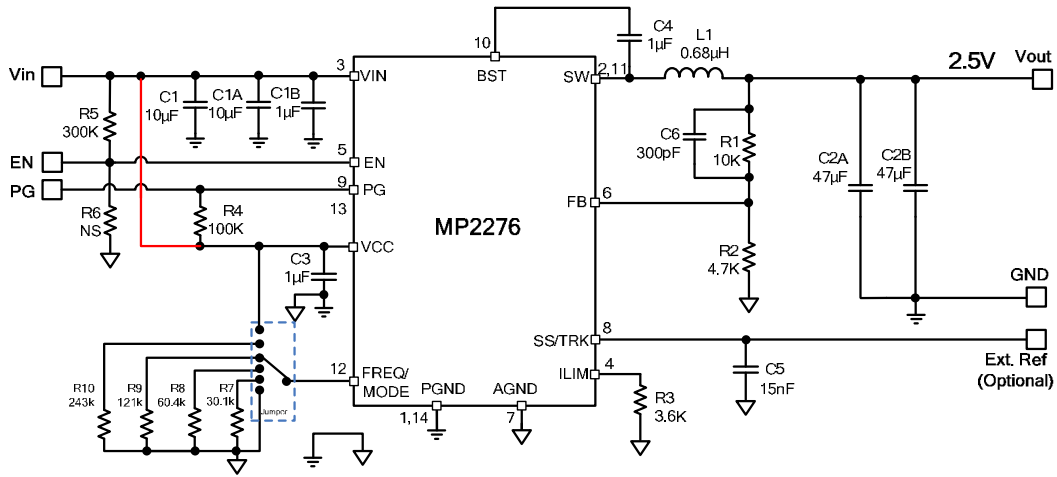 C4
1µF
L1
0.68µH
10
BST
SW
2,11
2.5V
Vout
Vin
3
VIN
C1
10µF
C1A
10µF
C1B
1µF
R5
300K
EN
5
EN
PG
9
PG
13
R6
NS
R4
100K
VCC
MP2276
C6
300pF
R1
10K
C2A
47µF
C2B
47µF
FB
6
R2
4.7K
C3
1µF
GND
SS/TRK
8
Ext. Ref
(Optional)
ILIM
4
C5
15nF
R3
3.6K
12
FREQ/
MODE
PGND
AGND
1,14
7
R10
243k
R9
121k
R8
60.4k
R7
30.1k
Jumper